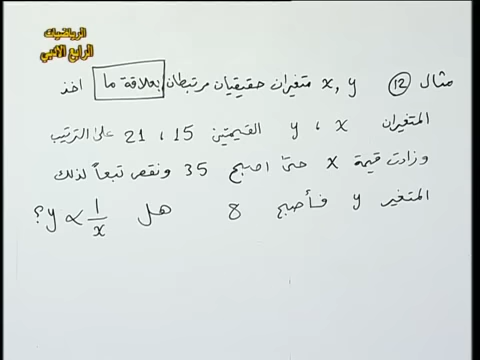 الرياضيات
الرابع الادبي
مثال ⑫ x, y متغيران حقيقيان مرتبطان بعلاقة ما اخذ
المتغيران x ، y القيمتين 15 ، 21 على الترتيب
وزادت قيمة x حتى اصبح 35 ونقص تبعاً لذلك
المتغير y فأصبح 8 هل y ∝ 1/x ؟